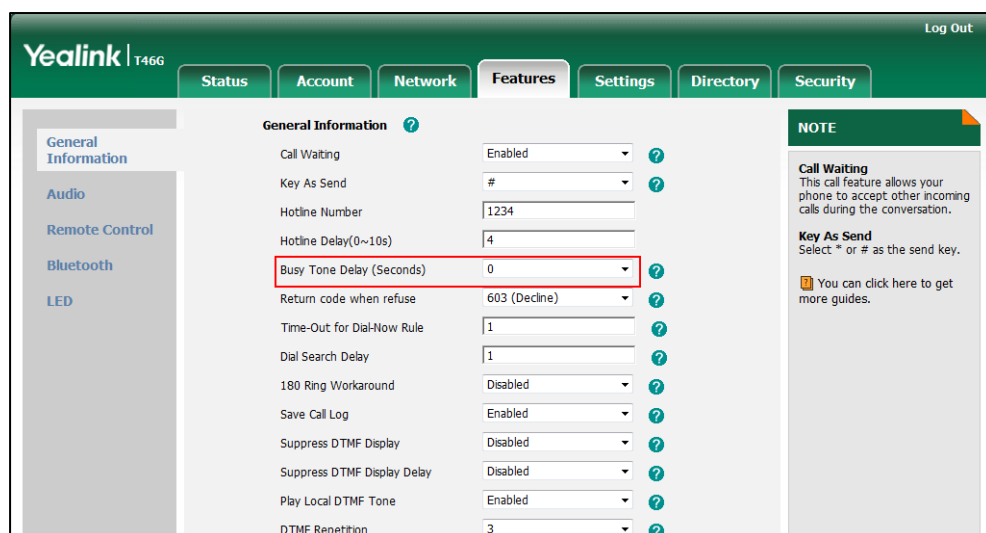 Log Out
Yealink | T46G
Status Account Network Features Settings Directory Security
General Information
Audio
Remote Control
Bluetooth
LED
General Information ?
Call Waiting Enabled ?
Key As Send # ?
Hotline Number 1234
Hotline Delay(0~10s) 4
Busy Tone Delay (Seconds) 0 ?
Return code when refuse 603 (Decline) ?
Time-Out for Dial-Now Rule 1 ?
Dial Search Delay 1 ?
180 Ring Workaround Disabled ?
Save Call Log Enabled ?
Suppress DTMF Display Disabled ?
Suppress DTMF Display Delay Disabled ?
Play Local DTMF Tone Enabled ?
DTMF Repetition 3 ?
NOTE
Call Waiting
This call feature allows your
phone to accept other incoming
calls during the conversation.
Key As Send
Select * or # as the send key.
? You can click here to get
more guides.